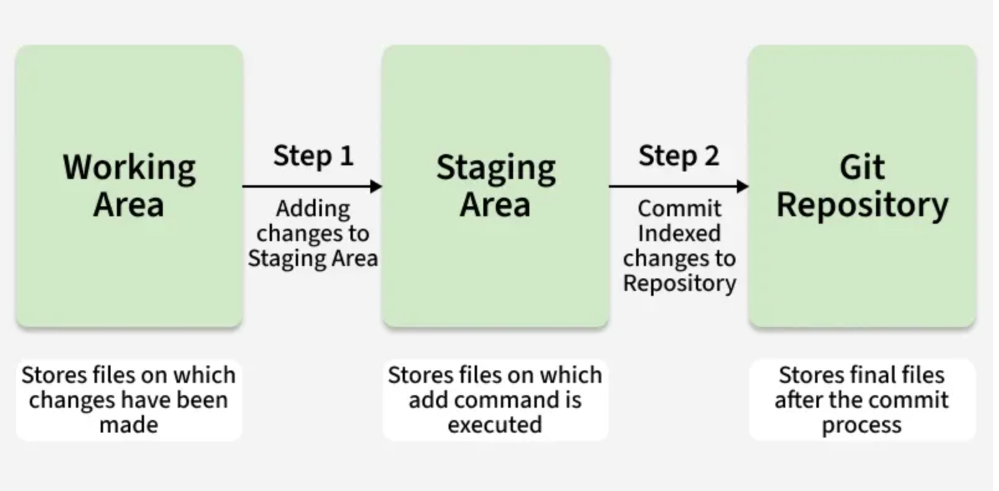 Working
Area
Step 1
Adding
changes to
Staging Area
Staging
Area
Step 2
Commit
Indexed
changes to
Repository
Git
Repository
Stores files on which
changes have been
made
Stores files on which
add command is
executed
Stores final files
after the commit
process